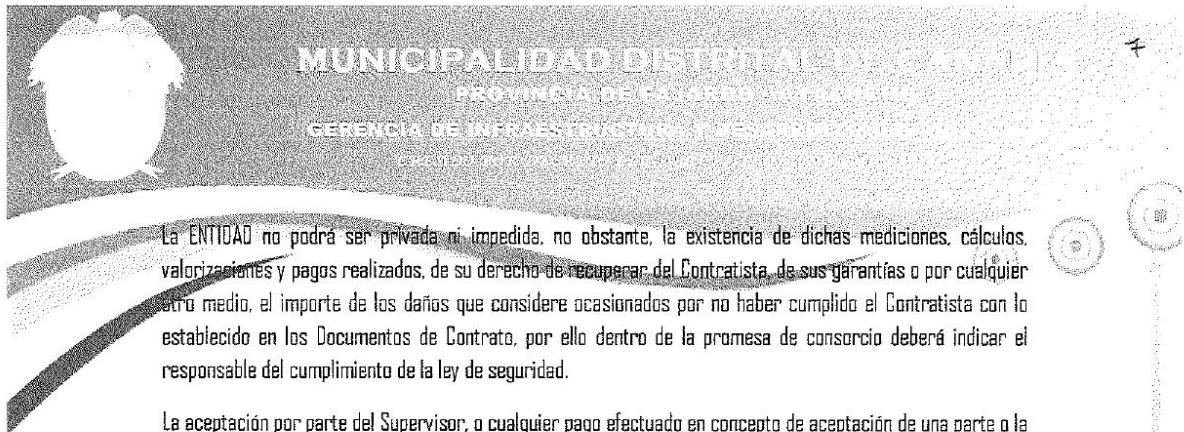 MUNICIPALIDAD DISTRITAL DE
7
PROVINCIA DE FAJARDO
GERENCIA DE INFRAESTRUCTURA Y
La ENTIDAD no podrá ser privada ni impedida, no obstante, la existencia de dichas mediciones, cálculos,
valorizaciones y pagos realizados, de su derecho de recuperar del Contratista, de sus garantías o por cualquier
otro medio, el importe de los daños que considere ocasionados por no haber cumplido el Contratista con lo
establecido en los Documentos de Contrato, por ello dentro de la promesa de consorcio deberá indicar el
responsable del cumplimiento de la ley de seguridad.
La aceptación por parte del Supervisor, o cualquier pago efectuado en concepto de aceptación de una parte o la